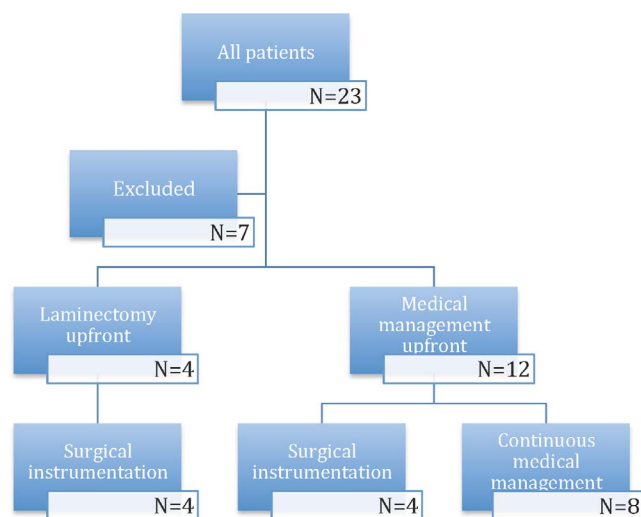 All patients
N=23
Excluded
N=7
Laminectomy
upfront
N=4
Medical
management
upfront
N=12
Surgical
instrumentation
N=4
Surgical
instrumentation
N=4
Continuous
medical
management
N=8